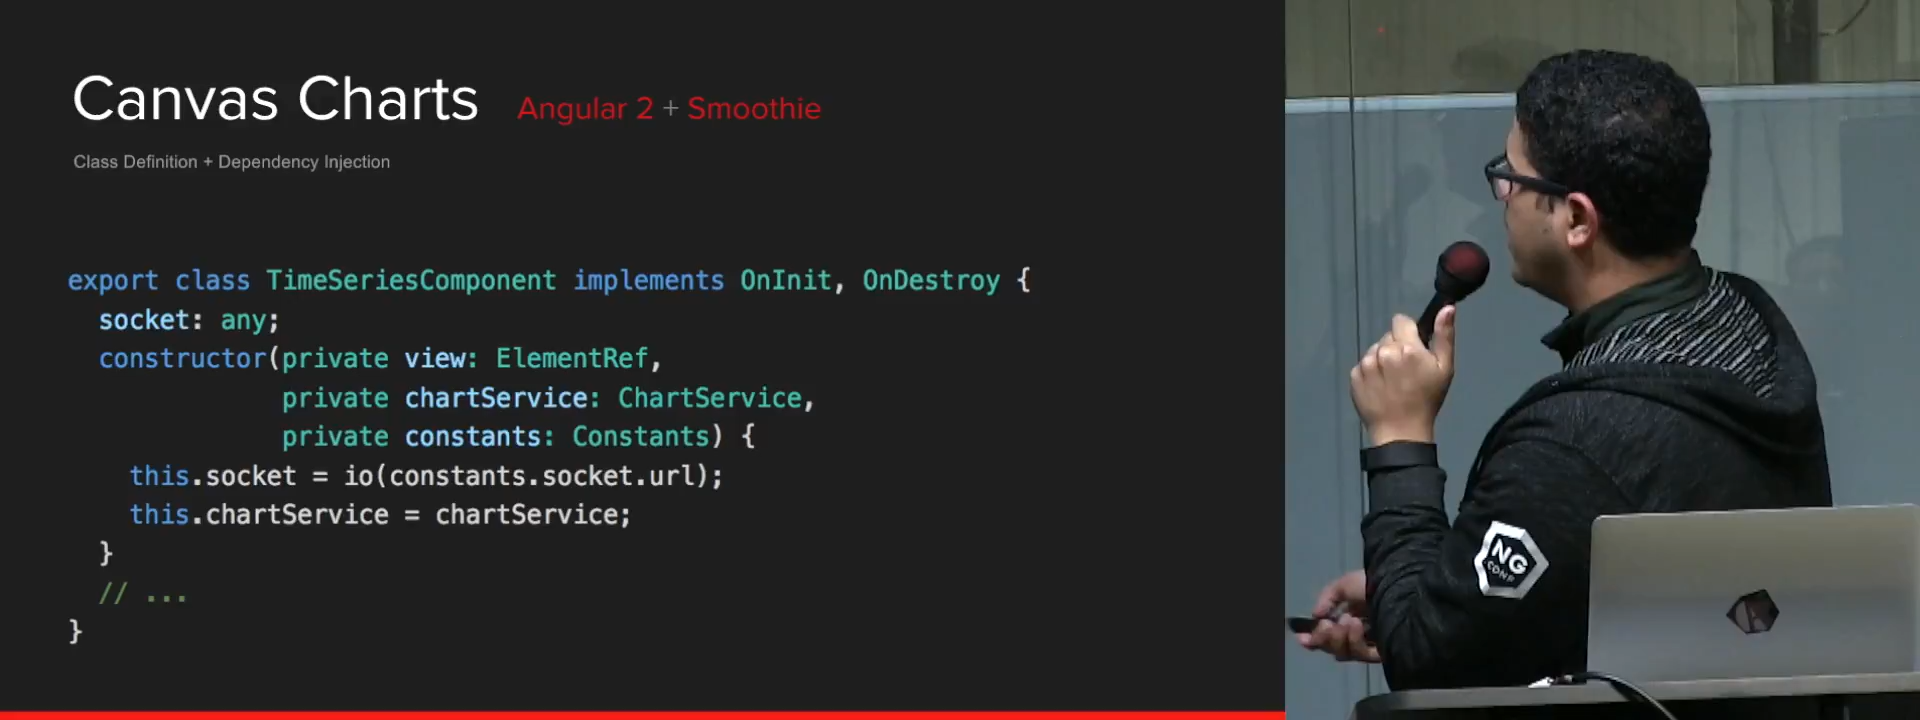 Canvas Charts Angular 2 + Smoothie
Class Definition + Dependency Injection
export class TimeSeriesComponent implements OnInit, OnDestroy {
socket: any;
constructor(private view: ElementRef,
private chartService: ChartService,
private constants: Constants) {
this.socket = io(constants.socket.url);
this.chartService = chartService;
}
// ...
}
NG
CONF